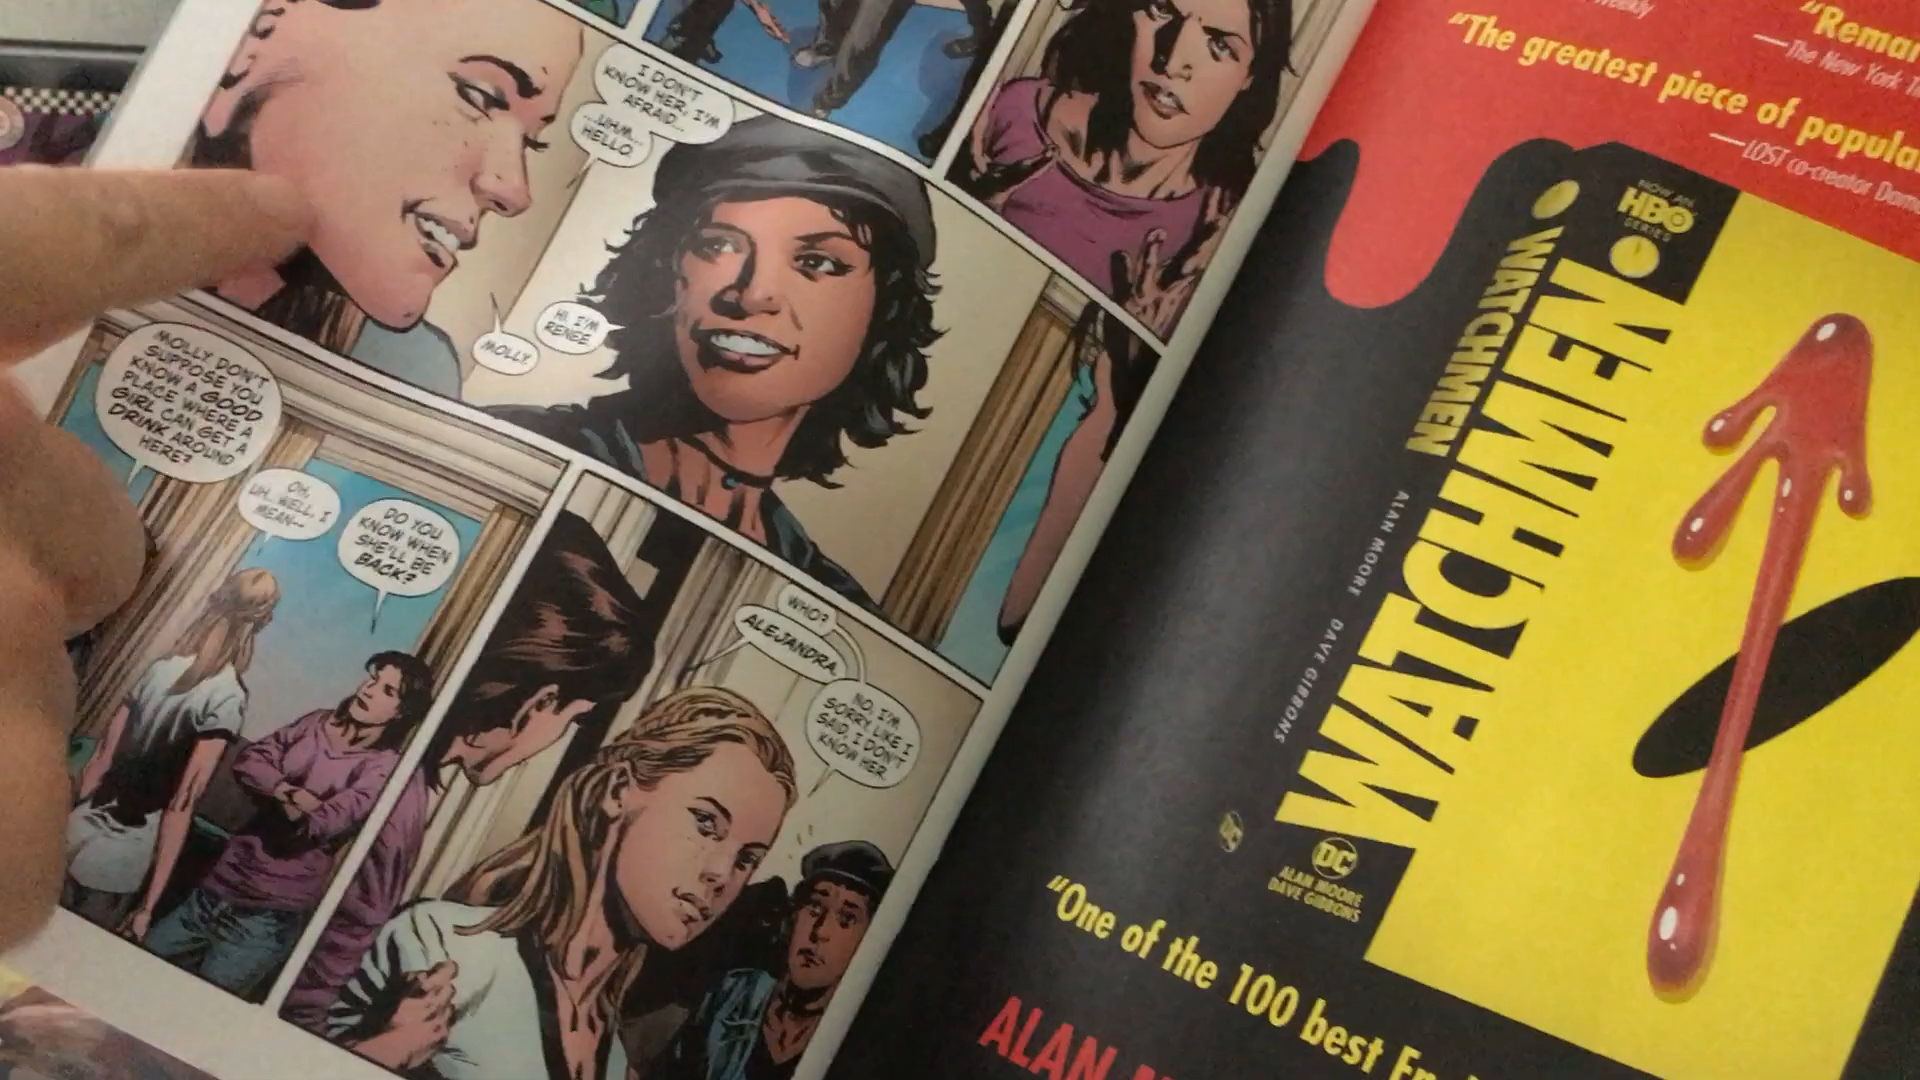 I DON'T
KNOW HER, I'M
AFRAID...
...UHM...
HELLO.
MOLLY.
HI. I'M
RENEE.
MOLLY, DON'T
SUPPOSE YOU
KNOW A GOOD
PLACE WHERE A
GIRL CAN GET A
DRINK AROUND
HERE?
OH,
UH...WELL, I
MEAN...
DO YOU
KNOW WHEN
SHE'LL BE
BACK?
WHO?
ALEJANDRA.
NO, I'M
SORRY, LIKE I
SAID, I DON'T
KNOW HER.
Weekly
"Remar
—The New York Ti
"The greatest piece of popula
—LOST co-creator Damo
NOW AN
HBO
SERIES
WATCHMEN
WATCHMEN
ALAN MOORE DAVE GIBBONS
DC
DC
ALAN MOORE
DAVE GIBBONS
"One of the 100 best
ALAN